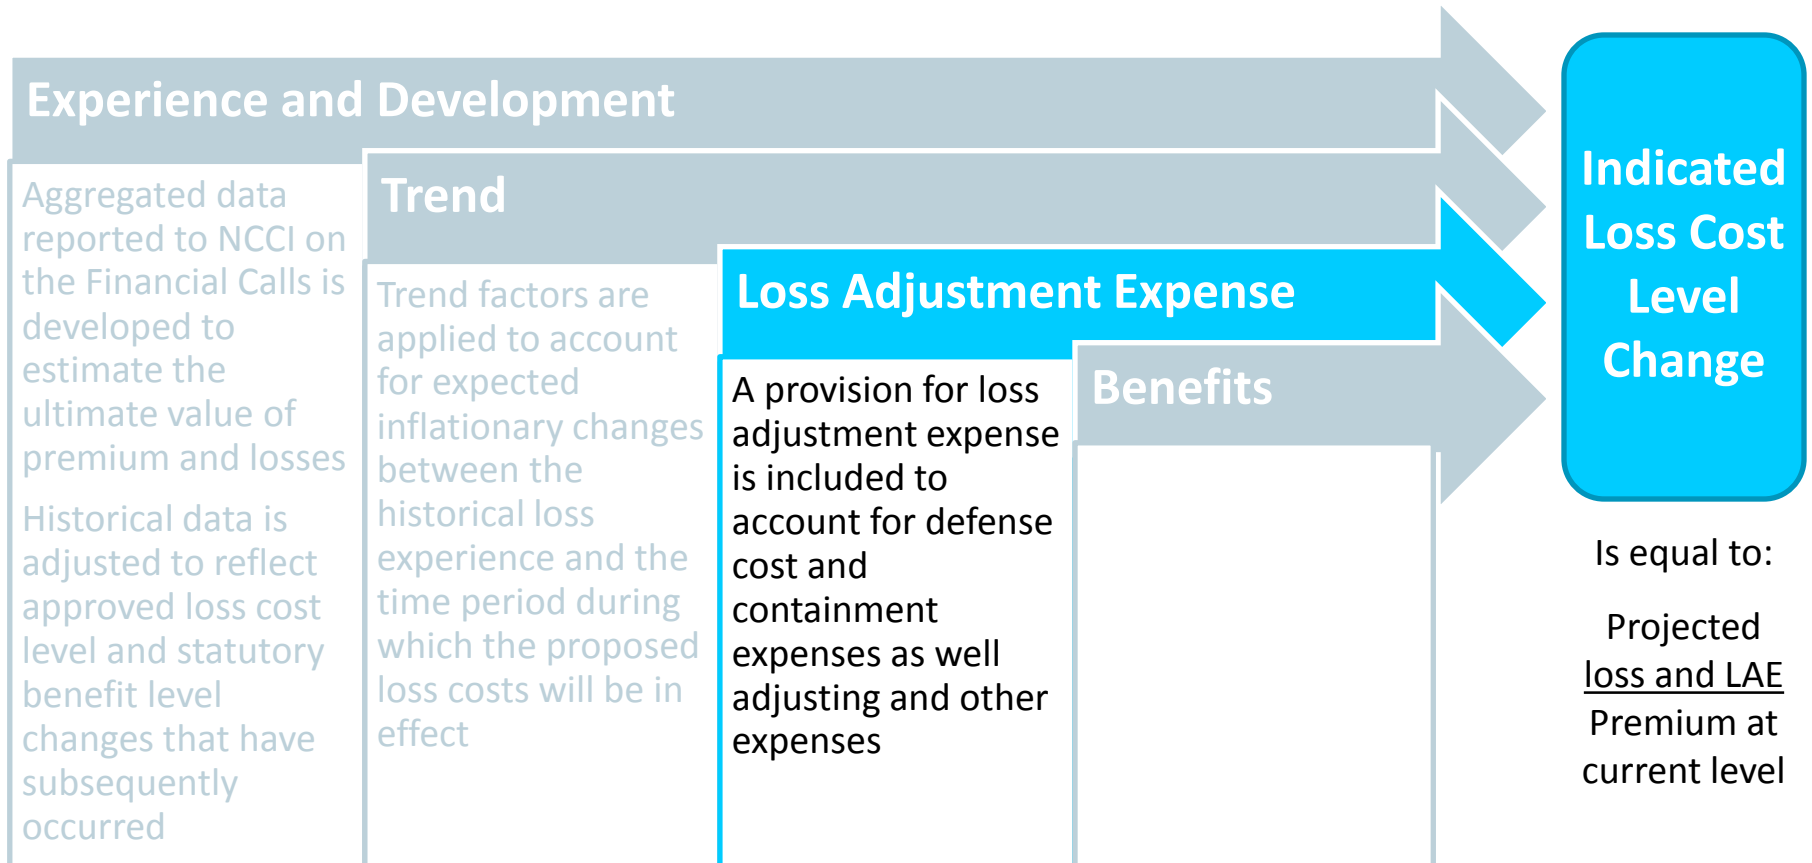 Experience and Development
Aggregated data
reported to NCCI on
the Financial Calls is
developed to
estimate the
ultimate value of
premium and losses
Historical data is
adjusted to reflect
approved loss cost
level and statutory
benefit level
changes that have
subsequently
occurred
Trend
Trend factors are
applied to account
for expected
inflationary changes
between the
historical loss
experience and the
time period during
which the proposed
loss costs will be in
effect
Loss Adjustment Expense
A provision for loss
adjustment expense
is included to
account for defense
cost and
containment
expenses as well
adjusting and other
expenses
Benefits
Indicated
Loss Cost
Level
Change
Is equal to:
Projected
loss and LAE
Premium at
current level